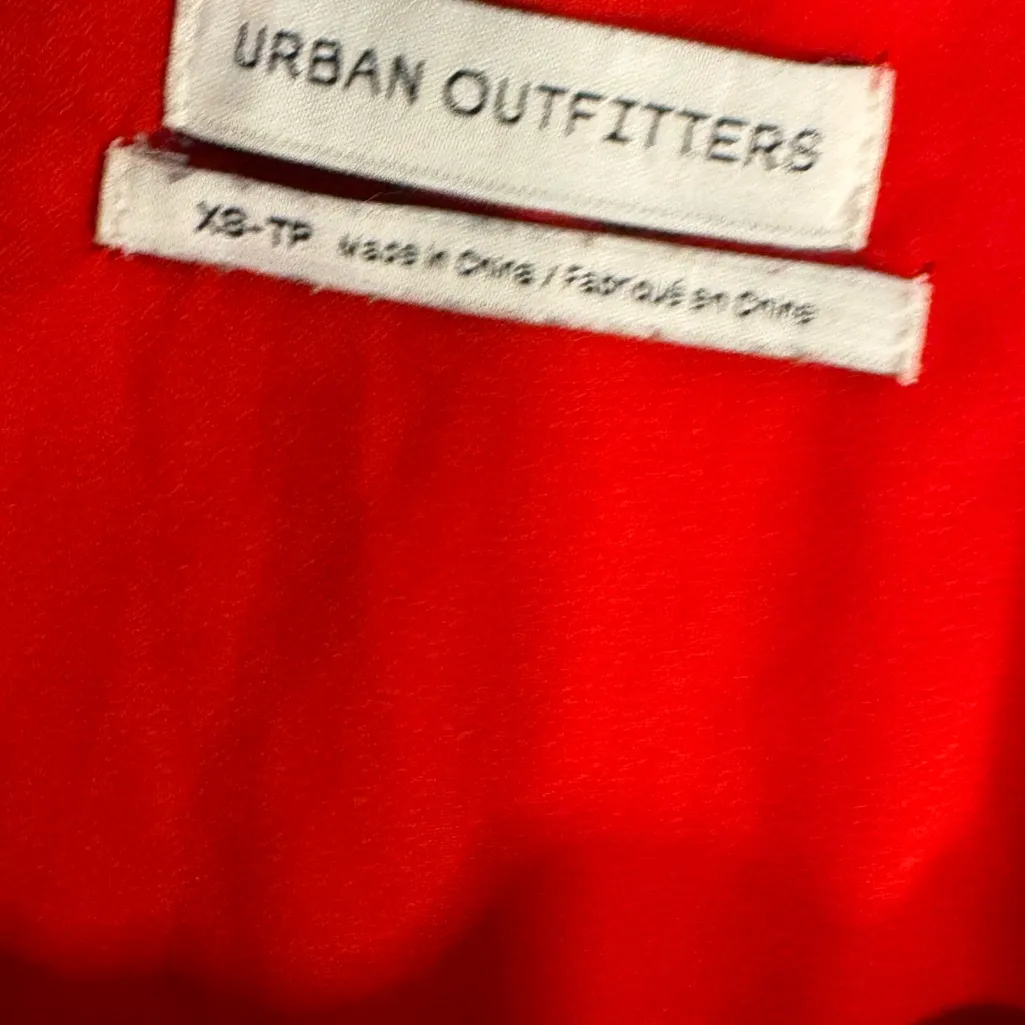 URBAN OUTFITTERS
XS-TP Made in China / Fabriqué en Chine